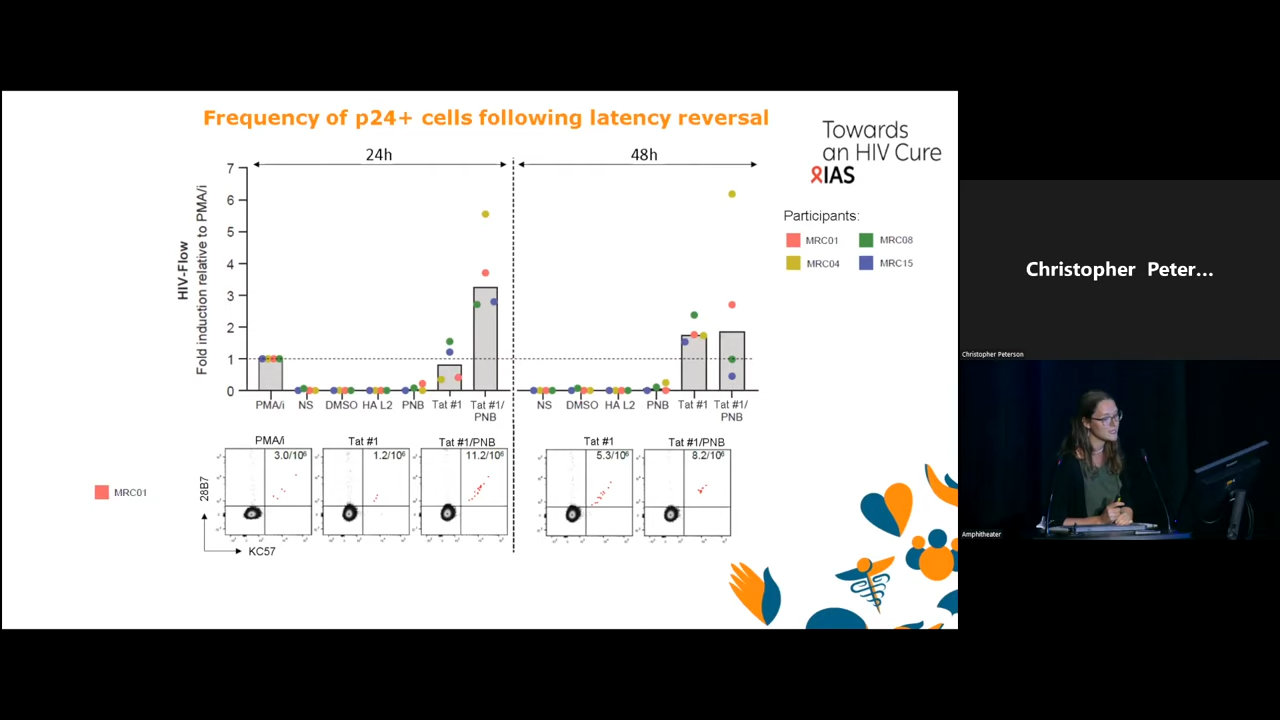 Frequency of p24+ cells following latency reversal
Towards
an HIV Cure
IAS
24h
48h
HIV-Flow
Fold induction relative to PMA/i
7
6
5
4
3
2
1
0
PMA/i NS DMSO HA L2 PNB Tat #1 Tat #1/
PNB
NS DMSO HA L2 PNB Tat #1 Tat #1/
PNB
Participants:
MRC01 MRC08
MRC04 MRC15
Christopher Peter...
Christopher Peterson
PMA/i Tat #1 Tat #1/PNB Tat #1 Tat #1/PNB
3.0/10⁶ 1.2/10⁶ 11.2/10⁶ 5.3/10⁶ 8.2/10⁶
MRC01
28B7
KC57
Amphitheater